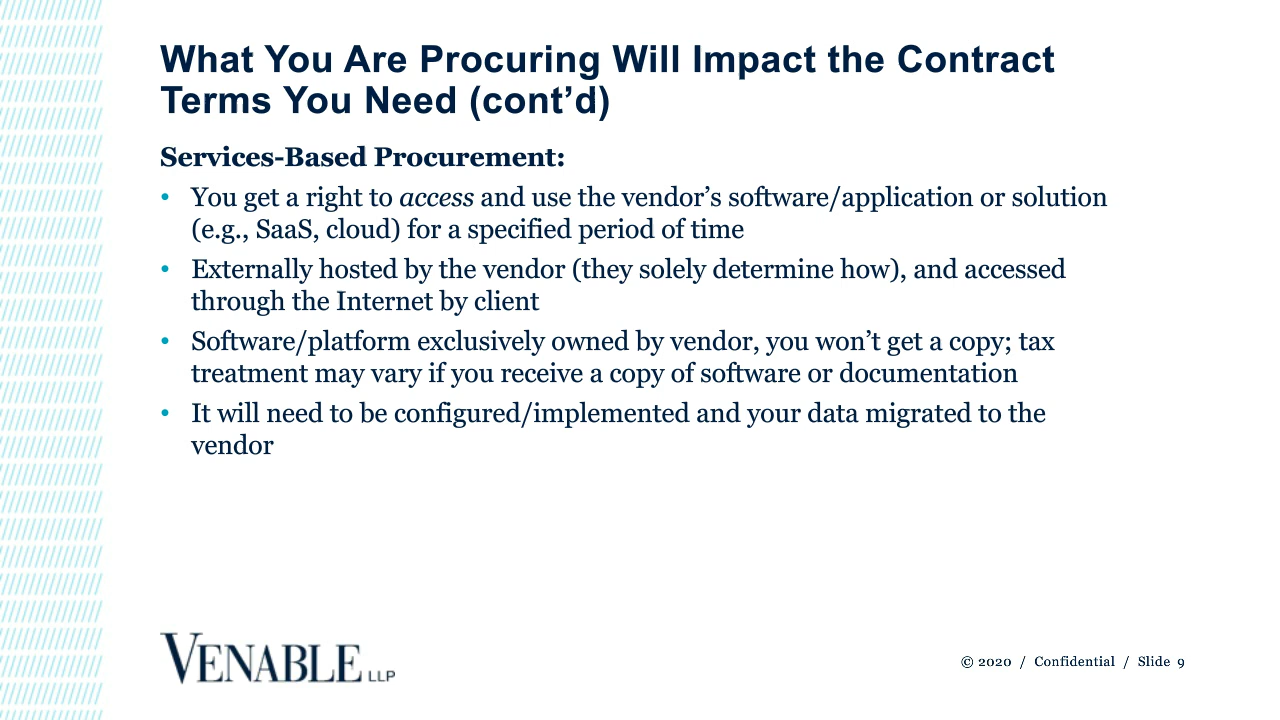 What You Are Procuring Will Impact the Contract
Terms You Need (cont’d)
Services-Based Procurement:
• You get a right to access and use the vendor’s software/application or solution
(e.g., SaaS, cloud) for a specified period of time
• Externally hosted by the vendor (they solely determine how), and accessed
through the Internet by client
• Software/platform exclusively owned by vendor, you won’t get a copy; tax
treatment may vary if you receive a copy of software or documentation
• It will need to be configured/implemented and your data migrated to the
vendor
VENABLE LLP
© 2020 / Confidential / Slide 9